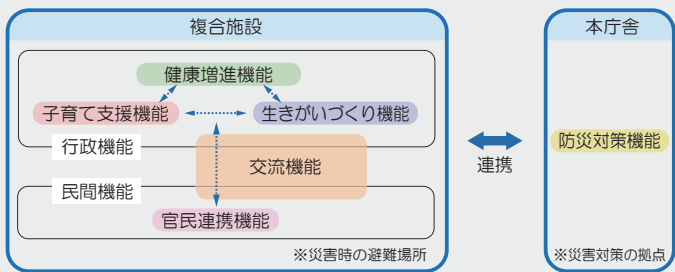 複合施設
健康増進機能
子育て支援機能
生きがいづくり機能
行政機能
交流機能
民間機能
官民連携機能
※災害時の避難場所
連携
本庁舎
防災対策機能
※災害対策の拠点